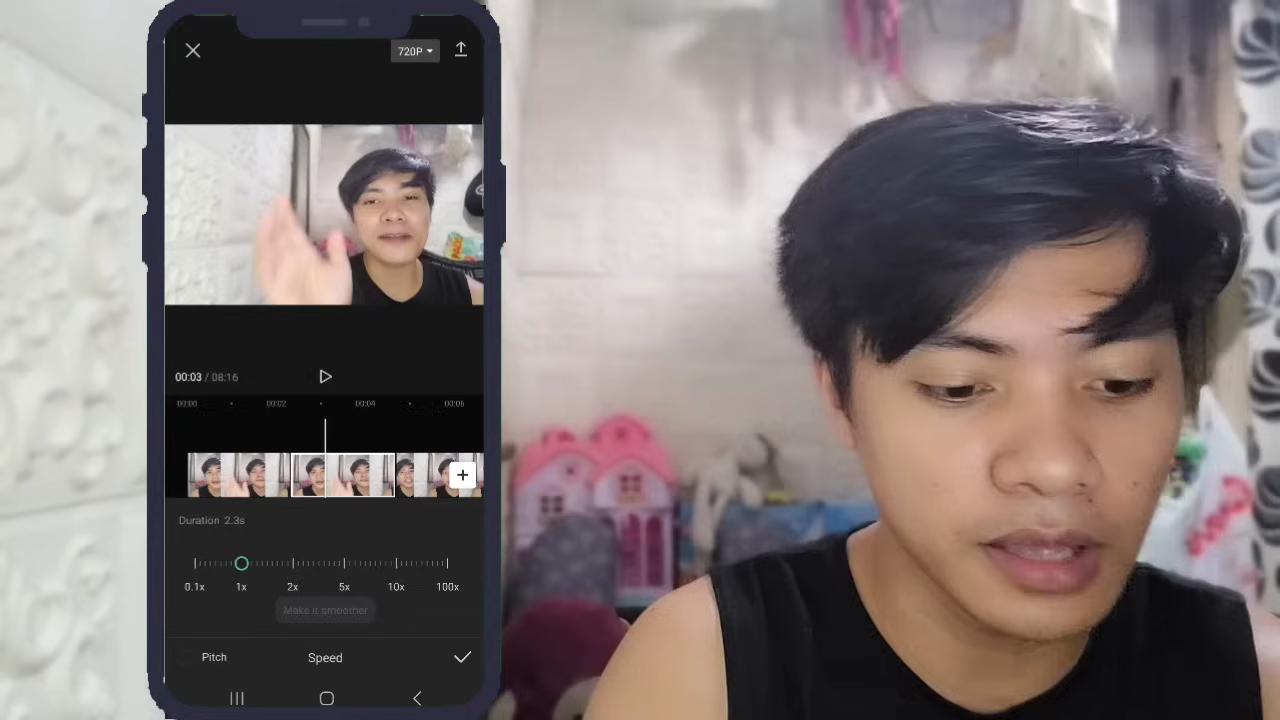 720P
00:03 / 08:16
00:00 00:02 00:04 00:06
Duration 2.3s
0.1x 1x 2x 5x 10x 100x
Make it smoother
Pitch Speed